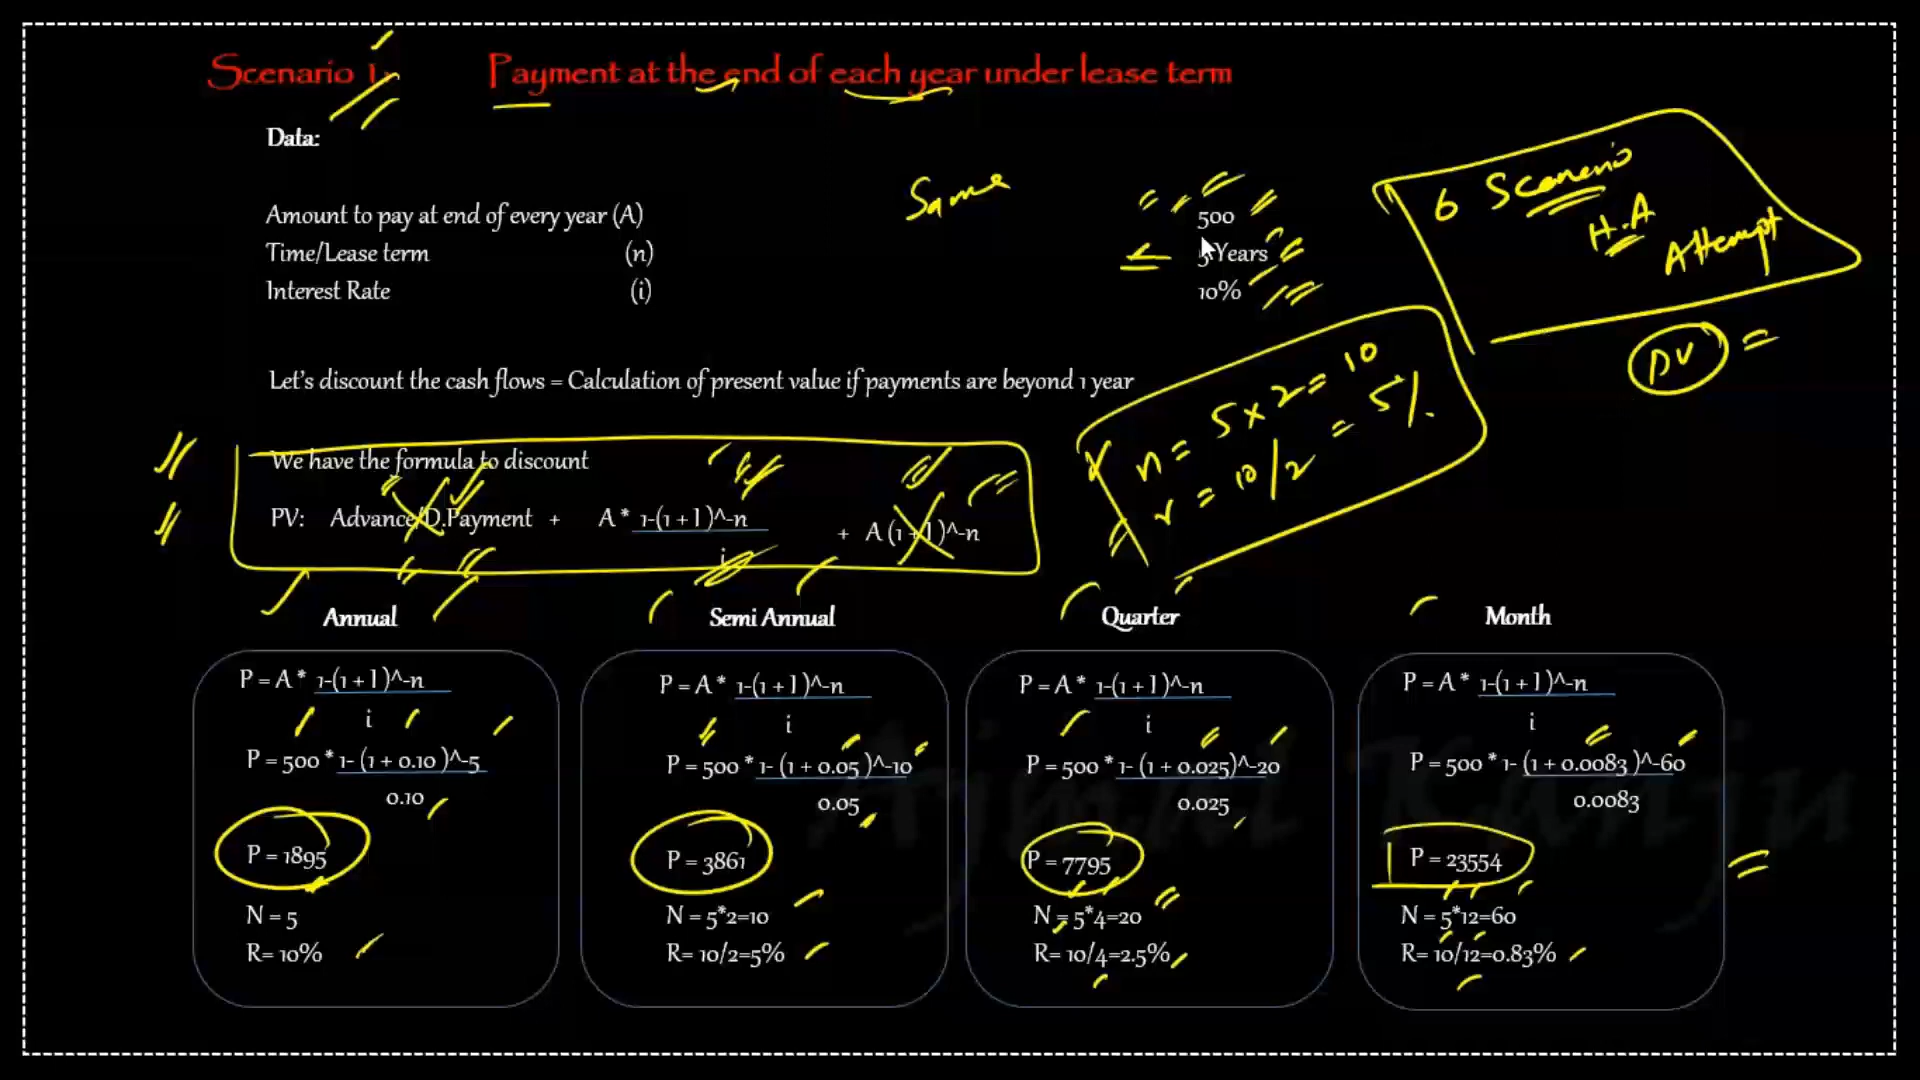 Scenario 1: Payment at the end of each year under lease term
Data:
Same
Amount to pay at end of every year (A) 500
Time/Lease term (n) 5 Years
Interest Rate (i) 10%
6 Scenerio
H.A
Attempt
PV
Let's discount the cash flows = Calculation of present value if payments are beyond 1 year
n = 5 x 2 = 10
r = 10/2 = 5%
We have the formula to discount
PV: Advance/D.Payment + A * 1-(1 + I )^-n + A (1 + I )^-n
i
Annual Semi Annual Quarter Month
P = A * 1-(1 + I )^-n
i
P = 500 * 1- (1 + 0.10 )^-5
0.10
P = 1895
N = 5
R= 10%
P = A * 1-(1 + I )^-n
i
P = 500 * 1- (1 + 0.05 )^-10
0.05
P = 3861
N = 5*2=10
R= 10/2=5%
P = A * 1-(1 + I )^-n
i
P = 500 * 1- (1 + 0.025)^-20
0.025
P = 7795
N = 5*4=20
R= 10/4=2.5%
P = A * 1-(1 + I )^-n
i
P = 500 * 1- (1 + 0.0083 )^-60
0.0083
P = 23554
N = 5*12=60
R= 10/12=0.83%